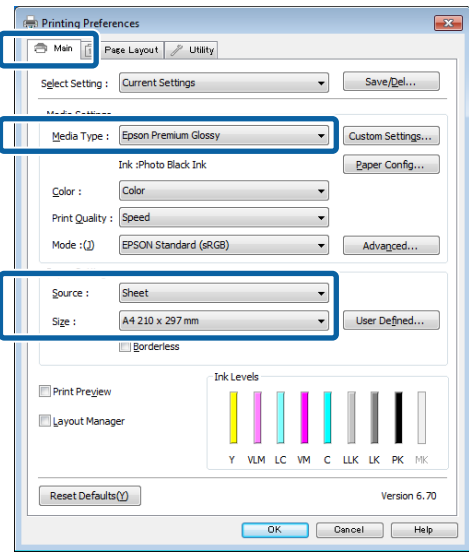 Printing Preferences
Main Page Layout Utility
Select Setting : Current Settings Save/Del...
Media Settings
Media Type : Epson Premium Glossy Custom Settings...
Ink :Photo Black Ink Paper Config...
Color : Color
Print Quality : Speed
Mode :(J) EPSON Standard (sRGB) Advanced...
Source : Sheet
Size : A4 210 x 297 mm User Defined...
Borderless
Print Preview
Layout Manager
Ink Levels
Y VLM LC VM C LLK LK PK MK
Reset Defaults(Y) Version 6.70
OK Cancel Help